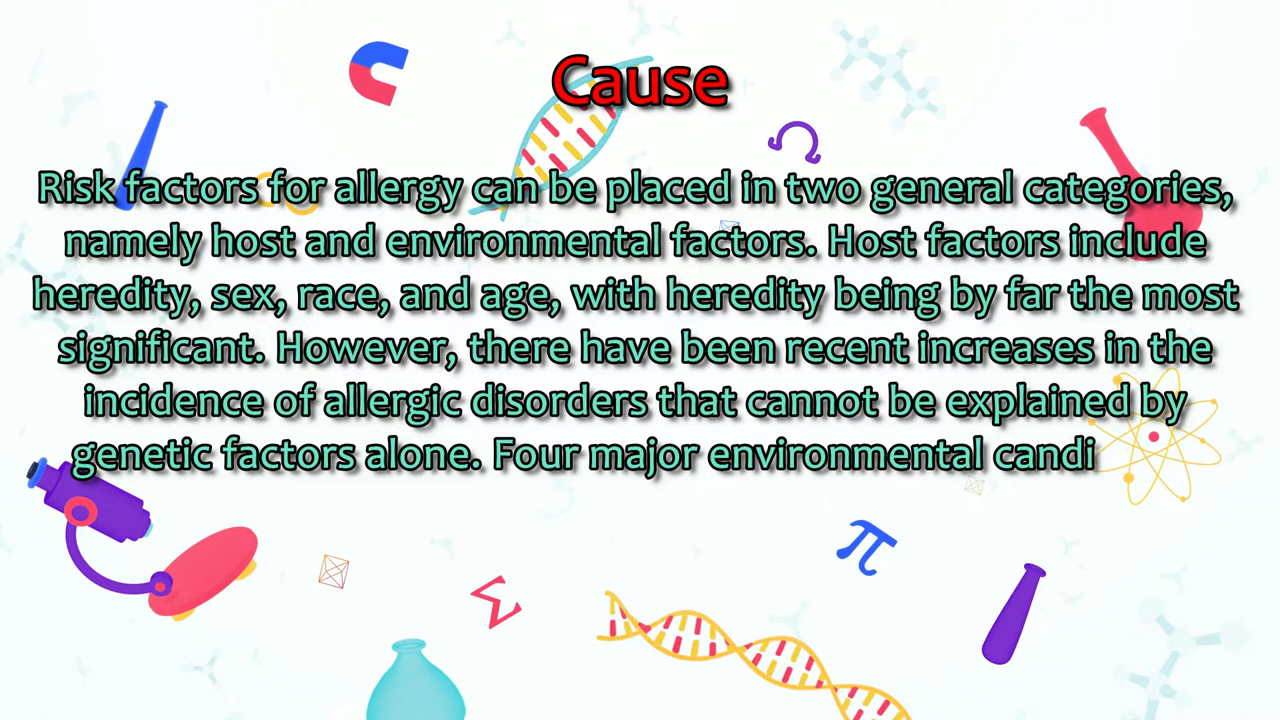 Cause
Risk factors for allergy can be placed in two general categories,
namely host and environmental factors. Host factors include
heredity, sex, race, and age, with heredity being by far the most
significant. However, there have been recent increases in the
incidence of allergic disorders that cannot be explained by
genetic factors alone. Four major environmental candi
π
Σ